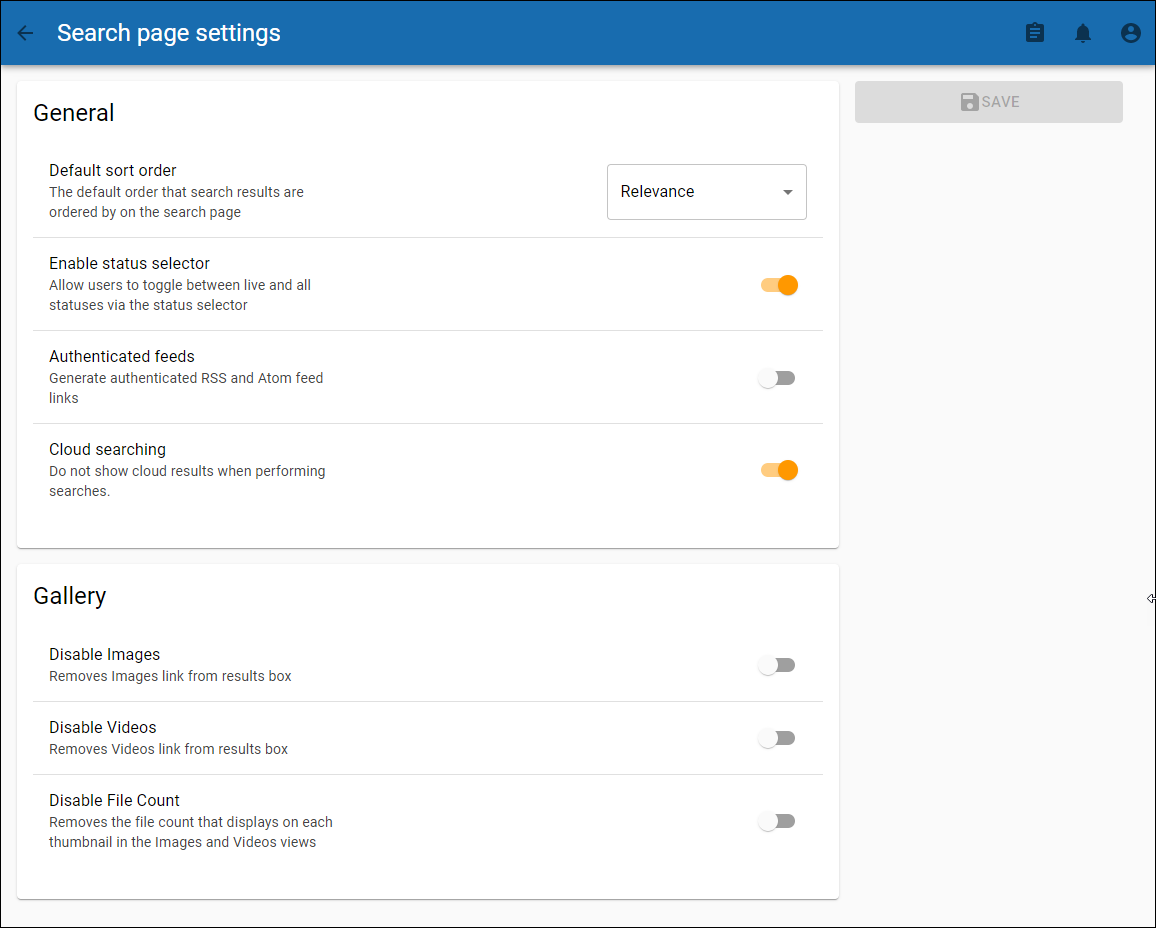 Search page settings
General
SAVE
Default sort order
The default order that search results are
ordered by on the search page
Relevance
Enable status selector
Allow users to toggle between live and all
statuses via the status selector
Authenticated feeds
Generate authenticated RSS and Atom feed
links
Cloud searching
Do not show cloud results when performing
searches.
Gallery
Disable Images
Removes Images link from results box
Disable Videos
Removes Videos link from results box
Disable File Count
Removes the file count that displays on each
thumbnail in the Images and Videos views